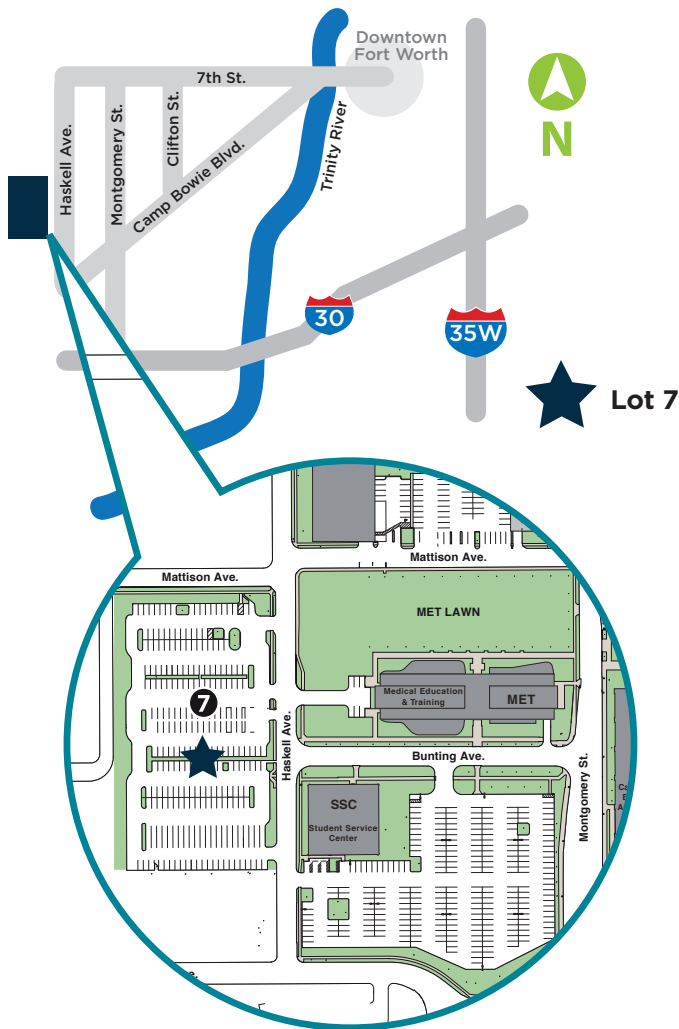 Downtown
Fort Worth
7th St.
Haskell Ave.
Montgomery St.
Clifton St.
Camp Bowie Blvd.
Trinity River
N
30
35W
Lot 7
Mattison Ave.
Mattison Ave.
MET LAWN
7
Medical Education
& Training
MET
Haskell Ave.
Bunting Ave.
Montgomery St.
SSC
Student Service
Center